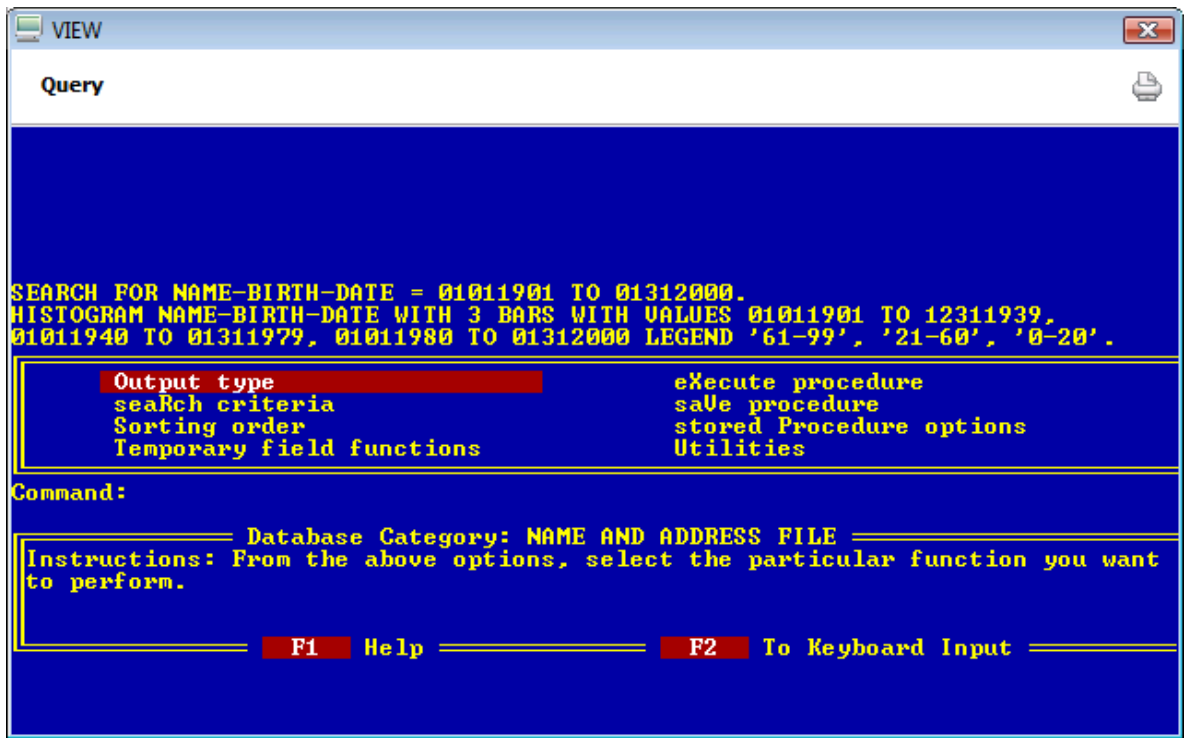 VIEW
Query
SEARCH FOR NAME-BIRTH-DATE = 01011901 TO 01312000.
HISTOGRAM NAME-BIRTH-DATE WITH 3 BARS WITH VALUES 01011901 TO 12311939,
01011940 TO 01311979, 01011980 TO 01312000 LEGEND '61-99', '21-60', '0-20'.
Output type eXecute procedure
seaRch criteria saVe procedure
Sorting order stored Procedure options
Temporary field functions Utilities
Command:
Database Category: NAME AND ADDRESS FILE
Instructions: From the above options, select the particular function you want
to perform.
F1 Help F2 To Keyboard Input